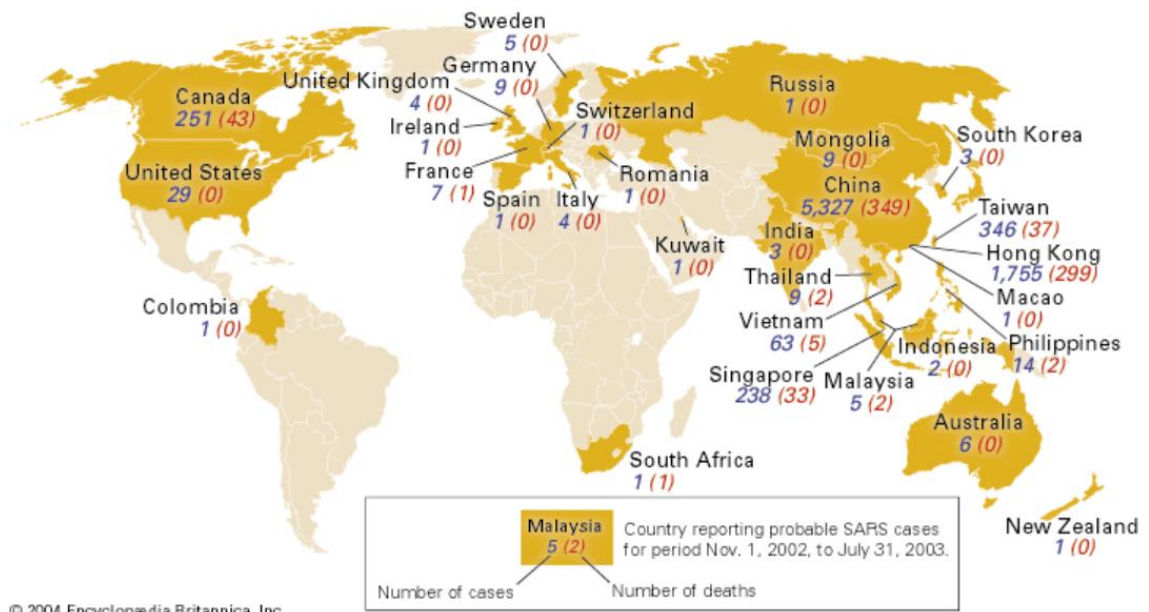 Sweden
5 (0)
Germany
9 (0)
United Kingdom
4 (0)
Ireland
1 (0)
France
7 (1)
Switzerland
1 (0)
Spain
1 (0)
Italy
4 (0)
Romania
1 (0)
Canada
251 (43)
United States
29 (0)
Colombia
1 (0)
Russia
1 (0)
Mongolia
9 (0)
South Korea
3 (0)
China
5,327 (349)
Taiwan
346 (37)
Hong Kong
1,755 (299)
Macao
1 (0)
Philippines
14 (2)
India
3 (0)
Kuwait
1 (0)
Thailand
9 (2)
Vietnam
63 (5)
Singapore
238 (33)
Malaysia
5 (2)
Indonesia
2 (0)
Australia
6 (0)
New Zealand
1 (0)
South Africa
1 (1)
Malaysia
5 (2)
Country reporting probable SARS cases
for period Nov. 1, 2002, to July 31, 2003.
Number of cases
Number of deaths
© 2004 Encyclopædia Britannica, Inc.